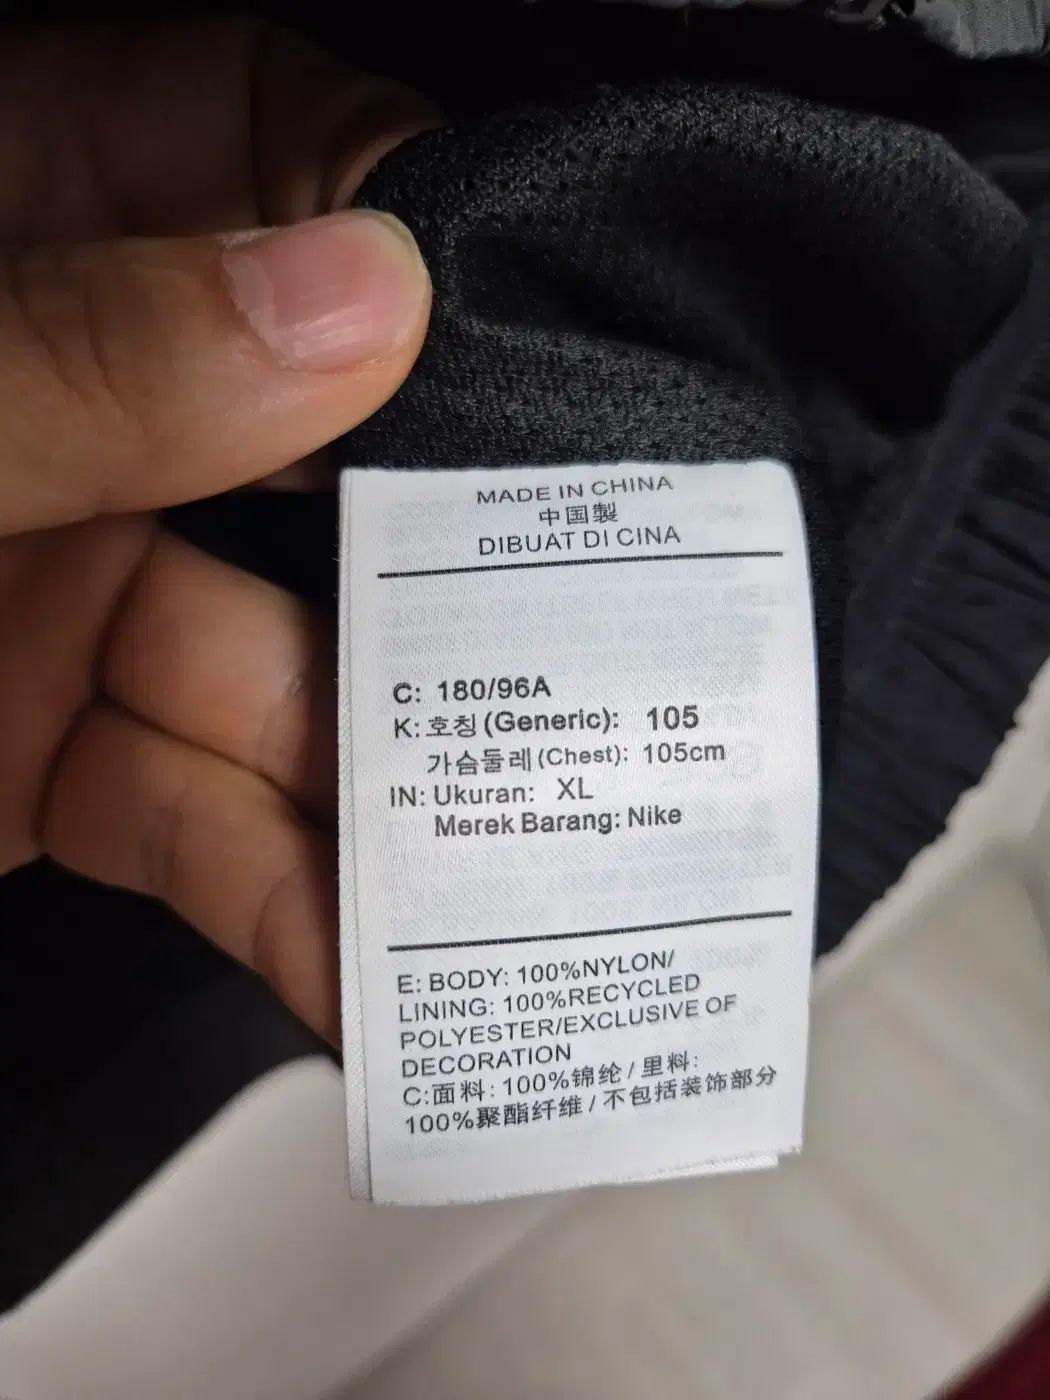 MADE IN CHINA
中国製
DIBUAT DI CINA
C: 180/96A
K: 호칭 (Generic): 105
가슴둘레 (Chest): 105cm
IN: Ukuran: XL
Merek Barang: Nike
E: BODY: 100%NYLON/
LINING: 100%RECYCLED
POLYESTER/EXCLUSIVE OF
DECORATION
C:面料: 100%锦纶 / 里料:
100%聚酯纤维 / 不包括装饰部分